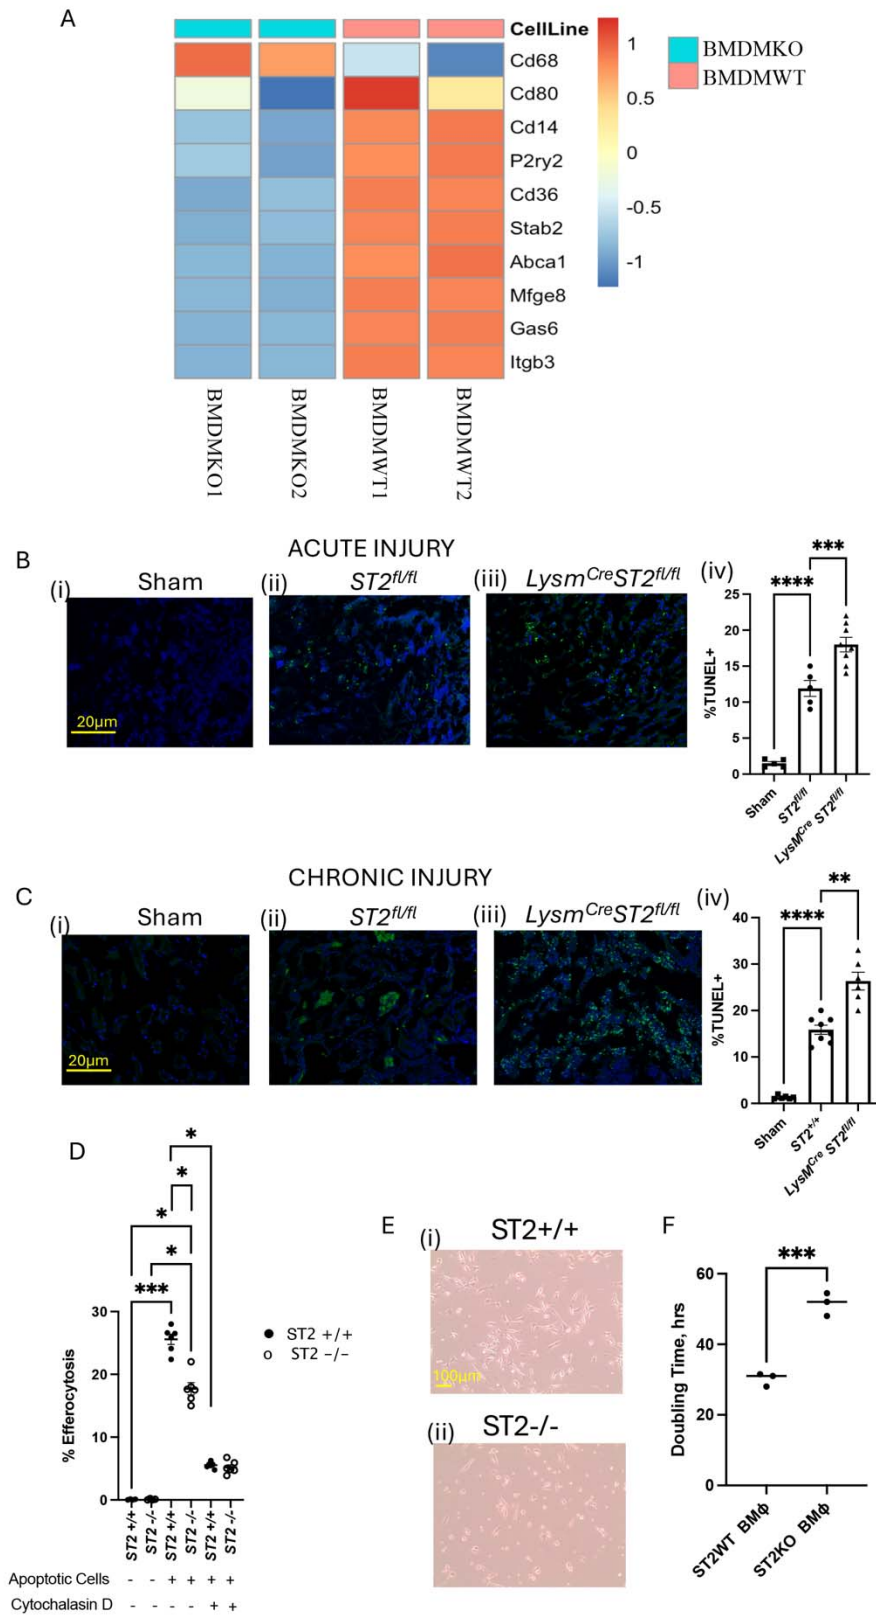 A
CellLine
Cd68
Cd80
Cd14
P2ry2
Cd36
Stab2
Abca1
Mfge8
Gas6
Itgb3
1
0.5
0
-0.5
-1
BMDMKO
BMDMWT
BMDMKO1
BMDMKO2
BMDMWT1
BMDMWT2
B
ACUTE INJURY
(i) Sham
(ii) ST2fl/fl
(iii) LysmCreST2fl/fl
(iv)
20µm
**** ***
%TUNEL+
25
20
15
10
5
0
Sham
ST2fl/fl
LysMCre ST2fl/fl
C
CHRONIC INJURY
(i) Sham
(ii) ST2fl/fl
(iii) LysmCreST2fl/fl
(iv)
20µm
**** **
%TUNEL+
40
30
20
10
0
Sham
ST2+/+
LysMCre ST2fl/fl
D
*
*
*
*
***
% Efferocytosis
30
20
10
0
ST2 +/+
ST2 -/-
ST2 +/+
ST2 -/-
ST2 +/+
ST2 -/-
ST2 +/+
ST2 -/-
Apoptotic Cells - - + + + +
Cytochalasin D - - - - + +
E
(i) ST2+/+
100µm
(ii) ST2-/-
F
***
Doubling Time, hrs
60
40
20
0
ST2WT BMϕ
ST2KO BMϕ